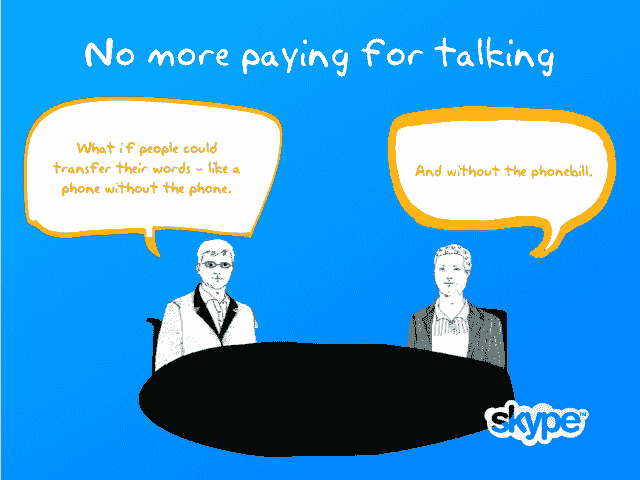 No more paying for talking
What if people could
transfer their words - like a
phone without the phone.
And without the phonebill.
skype™